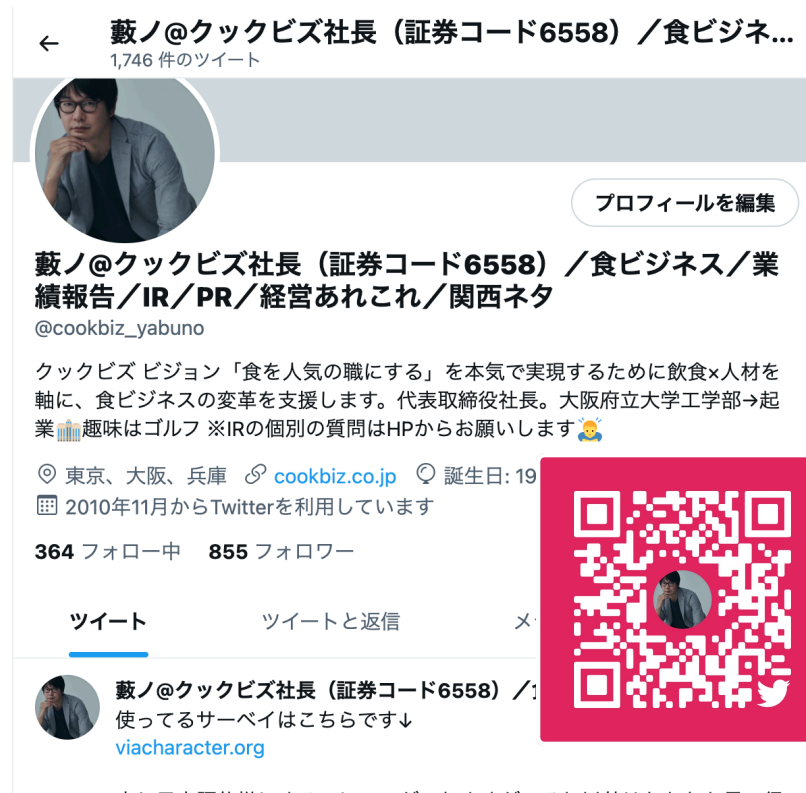 藪ノ@クックビズ社長（証券コード6558）／食ビジネ...
1,746 件のツイート
プロフィールを編集
藪ノ@クックビズ社長（証券コード6558）／食ビジネス／業
績報告／IR／PR／経営あれこれ／関西ネタ
@cookbiz_yabuno
クックビズ ビジョン「食を人気の職にする」を本気で実現するために飲食×人材を
軸に、食ビジネスの変革を支援します。代表取締役社長。大阪府立大学工学部→起
業🏢趣味はゴルフ ※IRの個別の質問はHPからお願いします🙇‍♂️
東京、大阪、兵庫 cookbiz.co.jp 誕生日: 19
2010年11月からTwitterを利用しています
364 フォロー中 855 フォロワー
ツイート ツイートと返信 メ
藪ノ@クックビズ社長（証券コード6558）／
使ってるサーベイはこちらです↓
viacharacter.org